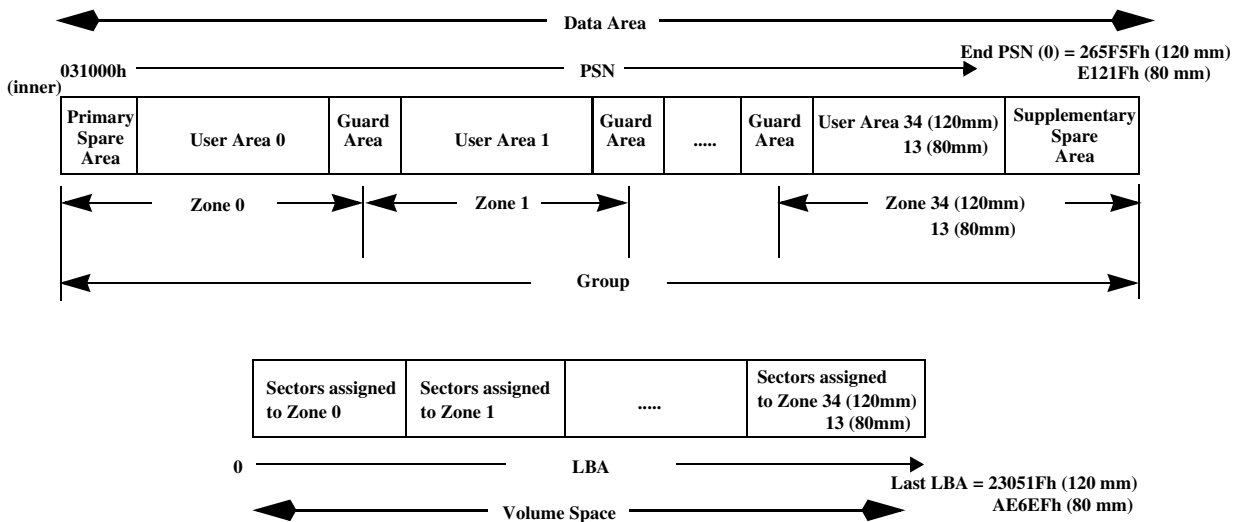 Data Area
End PSN (0) = 265F5Fh (120 mm)
E121Fh (80 mm)
031000h
PSN
(inner)
Primary
Spare
Area
User Area 0
Guard
Area
User Area 1
Guard
Area
.....
Guard
Area
User Area 34 (120mm)
13 (80mm)
Supplementary
Spare
Area
Zone 0
Zone 1
Zone 34 (120mm)
13 (80mm)
Group
Sectors assigned
to Zone 0
Sectors assigned
to Zone 1
.....
Sectors assigned
to Zone 34 (120mm)
13 (80mm)
0
LBA
Last LBA = 23051Fh (120 mm)
AE6EFh (80 mm)
Volume Space